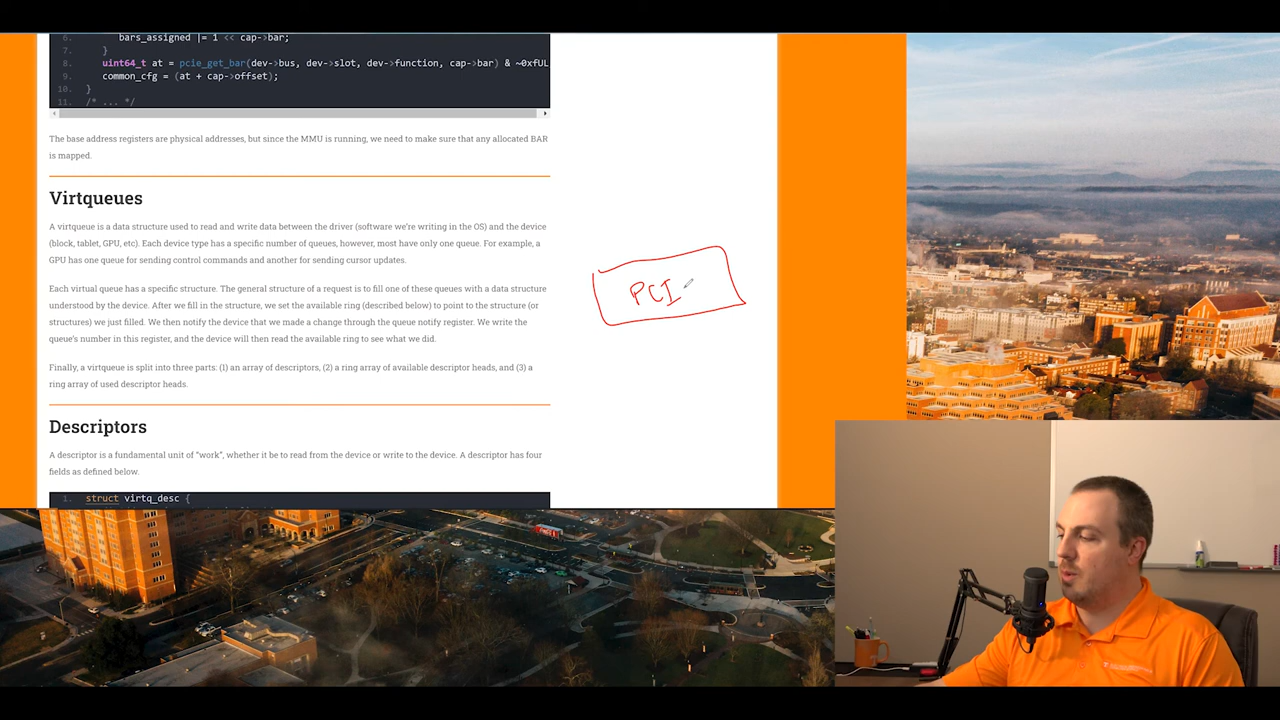 6. bars_assigned |= 1 << cap->bar;
7. }
8. uint64_t at = pcie_get_bar(dev->bus, dev->slot, dev->function, cap->bar) & ~0xfUL
9. common_cfg = (at + cap->offset);
10. }
11. /* ... */
The base address registers are physical addresses, but since the MMU is running, we need to make sure that any allocated BAR
is mapped.
Virtqueues
A virtqueue is a data structure used to read and write data between the driver (software we're writing in the OS) and the device
(block, tablet, GPU, etc). Each device type has a specific number of queues, however, most have only one queue. For example, a
GPU has one queue for sending control commands and another for sending cursor updates.
Each virtual queue has a specific structure. The general structure of a request is to fill one of these queues with a data structure
understood by the device. After we fill in the structure, we set the available ring (described below) to point to the structure (or
structures) we just filled. We then notify the device that we made a change through the queue notify register. We write the
queue's number in this register, and the device will then read the available ring to see what we did.
Finally, a virtqueue is split into three parts: (1) an array of descriptors, (2) a ring array of available descriptor heads, and (3) a
ring array of used descriptor heads.
Descriptors
A descriptor is a fundamental unit of "work", whether it be to read from the device or write to the device. A descriptor has four
fields as defined below.
1. struct virtq_desc {
PCI